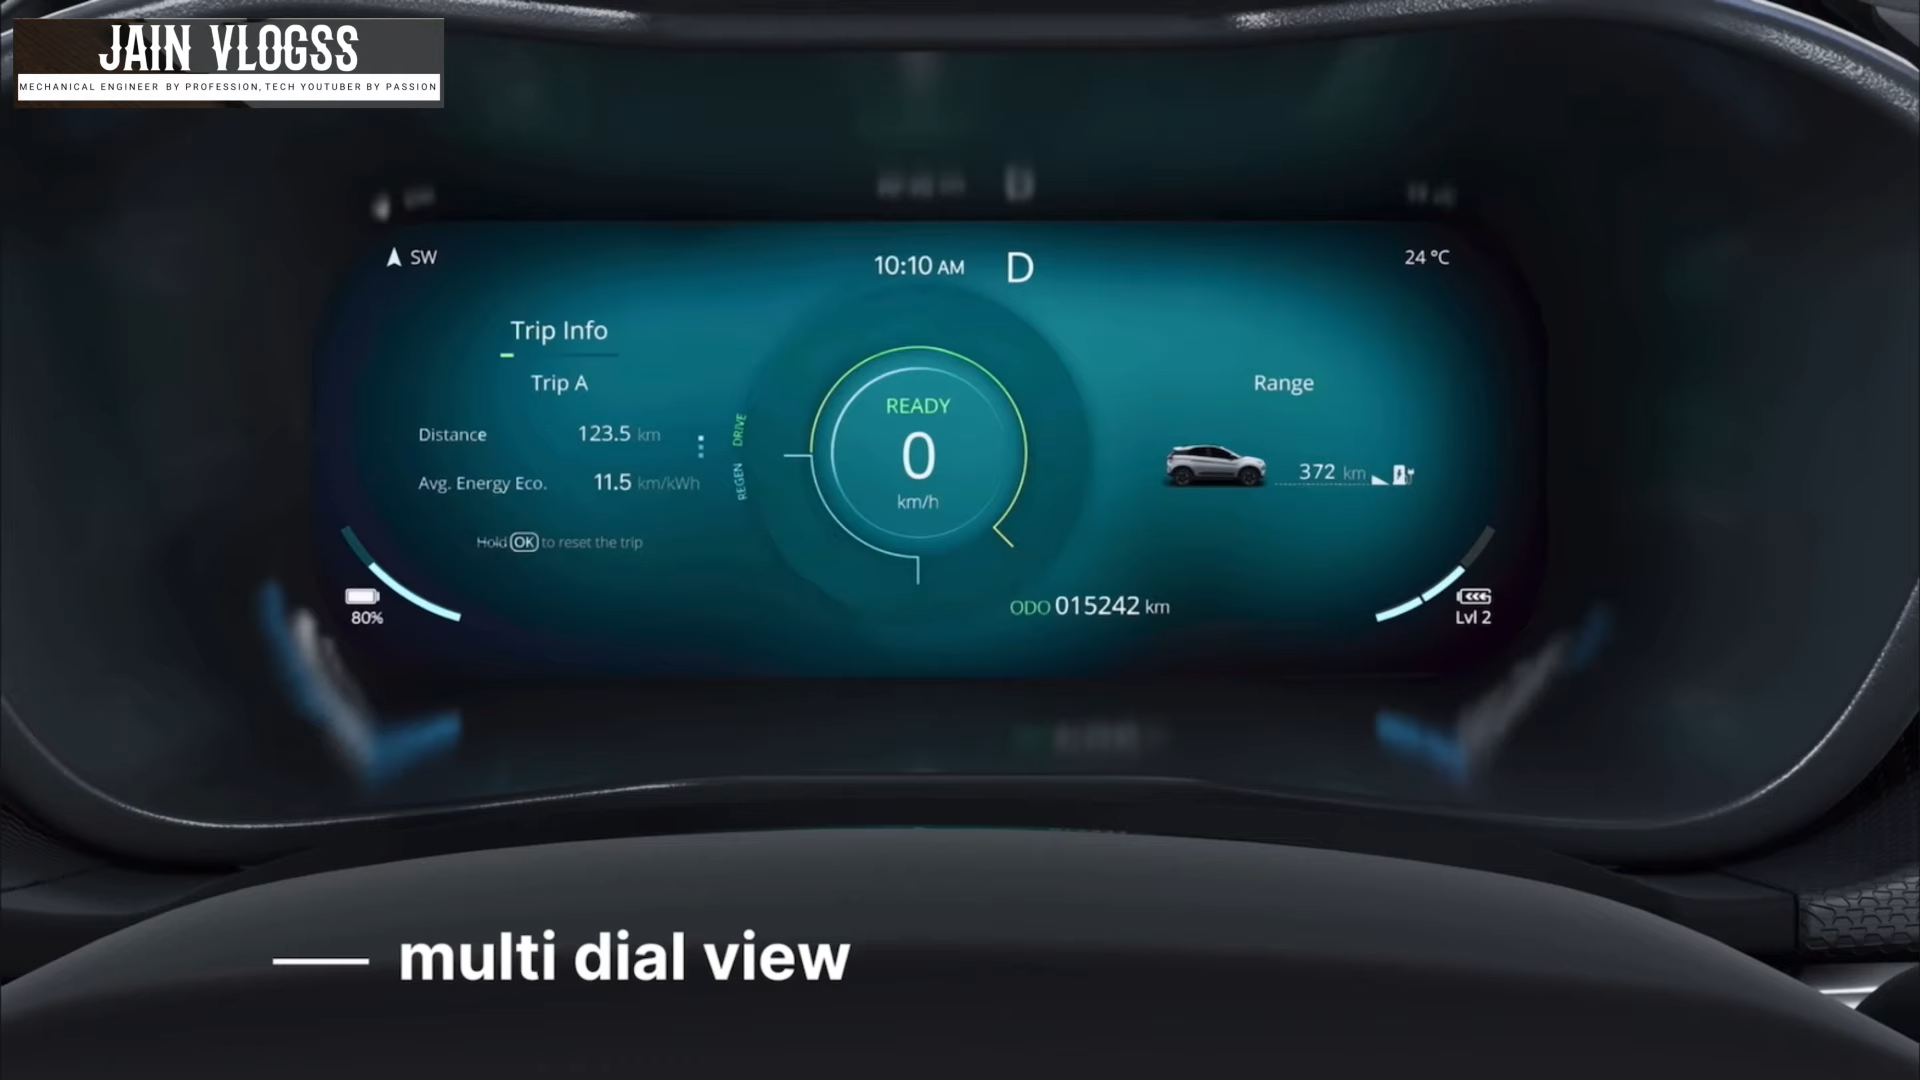 JAIN VLOGSS
MECHANICAL ENGINEER BY PROFESSION, TECH YOUTUBER BY PASSION
SW
10:10 AM D
24 °C
Trip Info
Trip A
Distance 123.5 km
Avg. Energy Eco. 11.5 km/kWh
Hold OK to reset the trip
80%
DRIVE
REGEN
READY
0
km/h
ODO 015242 km
Range
372 km
Lvl 2
multi dial view